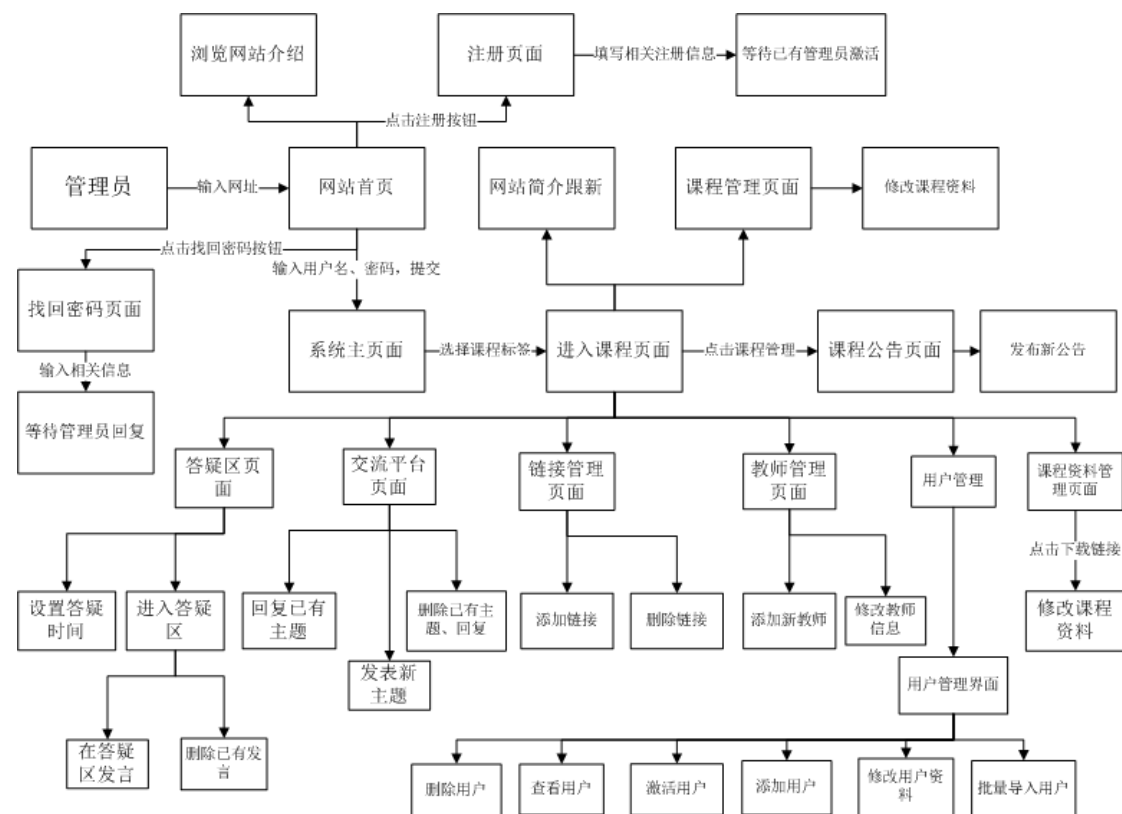 浏览网站介绍
注册页面
填写相关注册信息
等待已有管理员激活
点击注册按钮
管理员
输入网址
网站首页
网站简介跟新
课程管理页面
修改课程资料
点击找回密码按钮
输入用户名、密码，提交
找回密码页面
系统主页面
选择课程标签
进入课程页面
点击课程管理
课程公告页面
发布新公告
输入相关信息
等待管理员回复
答疑区页
面
交流平台
页面
链接管理
页面
教师管理
页面
用户管理
课程资料管
理页面
点击下载链接
设置答疑
时间
进入答疑
区
回复已有
主题
删除已有主
题、回复
添加链接
删除链接
添加新教师
修改教师
信息
修改课程
资料
发表新
主题
用户管理界面
在答疑
区发言
删除已有发
言
删除用户
查看用户
激活用户
添加用户
修改用户资
料
批量导入用户